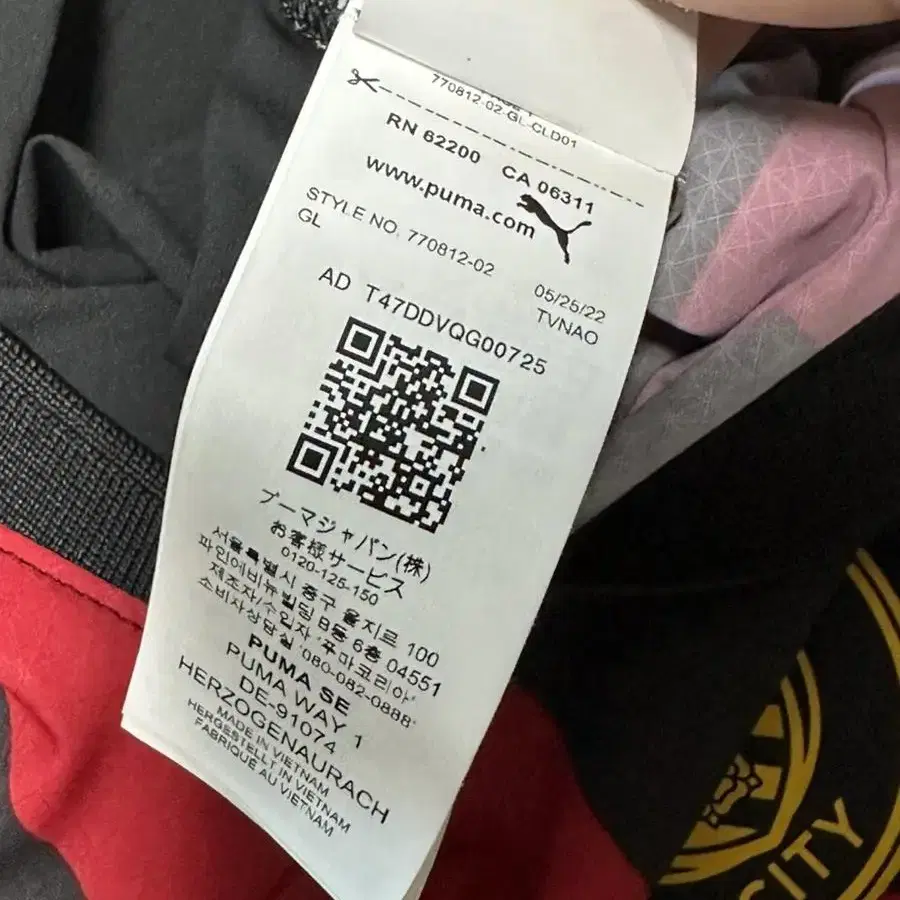 770812-02-GL-CLD01
RN 62200 CA 06311
www.puma.com
STYLE NO. 770812-02
GL
05/25/22
TVNAO
AD T47DDVQG00725
プーマジャパン(株)
お客様サービス
0120-125-150
서울특별시 중구 을지로 100
파인에비뉴빌딩 B동 6층 04551
제조자/수입자 '푸마코리아'
소비자상담실 '080-082-0888'
PUMA SE
PUMA WAY 1
DE-91074
HERZOGENAURACH
MADE IN VIETNAM
HERGESTELLT IN VIETNAM
FABRIQUÉ AU VIETNAM
CITY